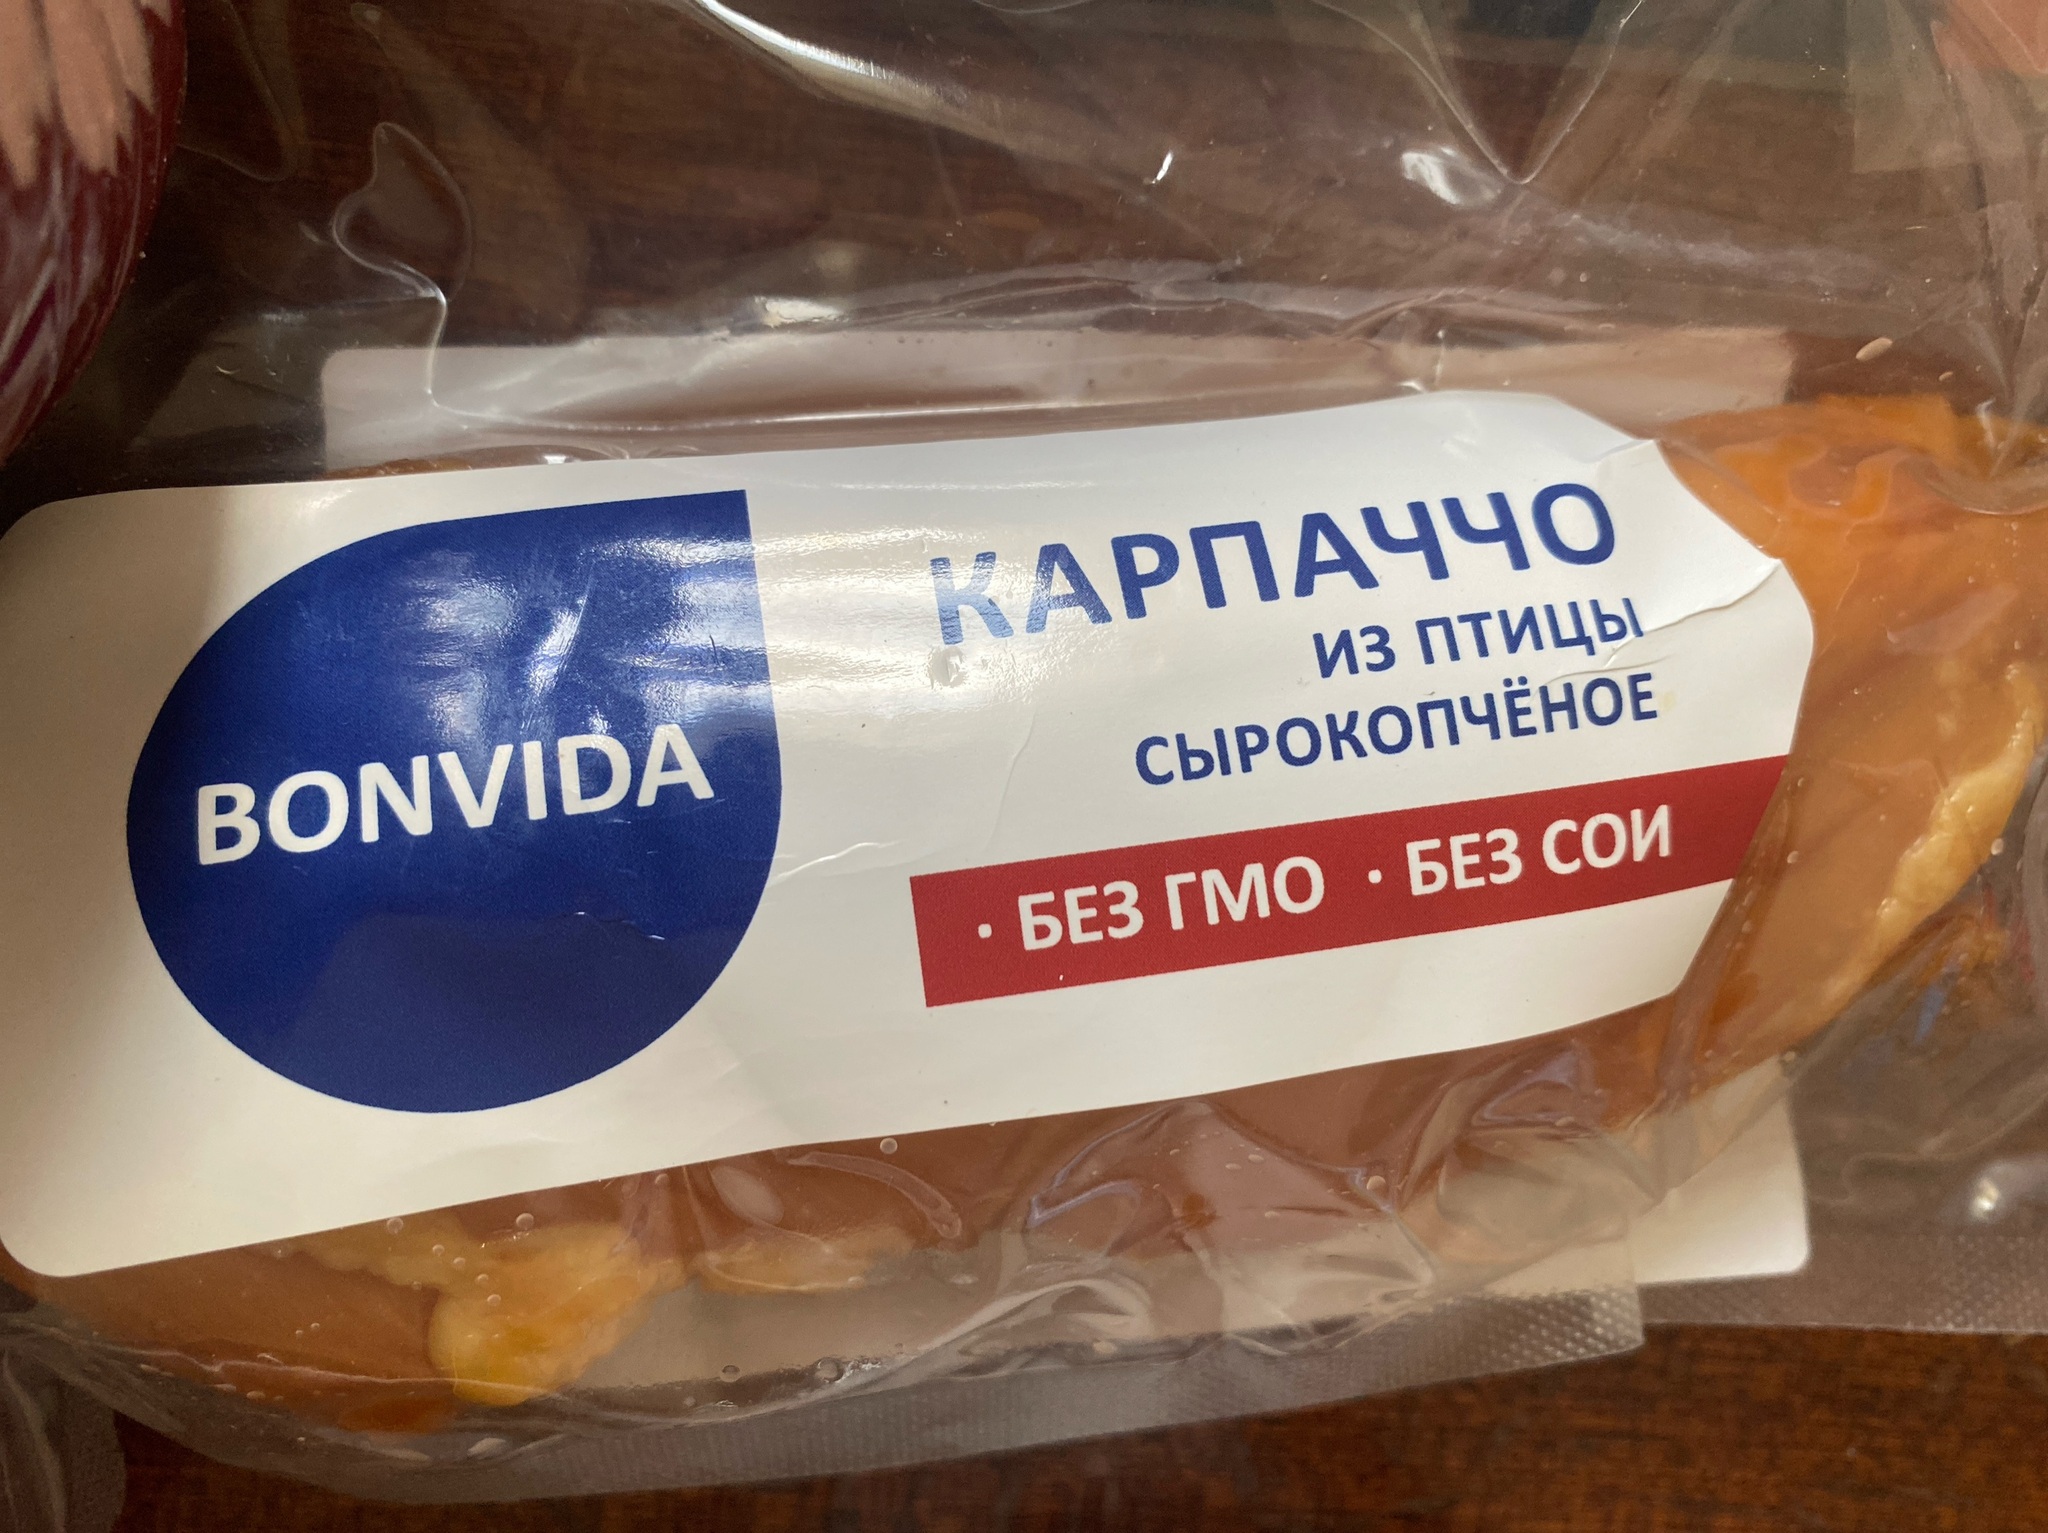 BONVIDA
КАРПАЧЧО
ИЗ ПТИЦЫ
СЫРОКОПЧЁНОЕ
· БЕЗ ГМО · БЕЗ СОИ